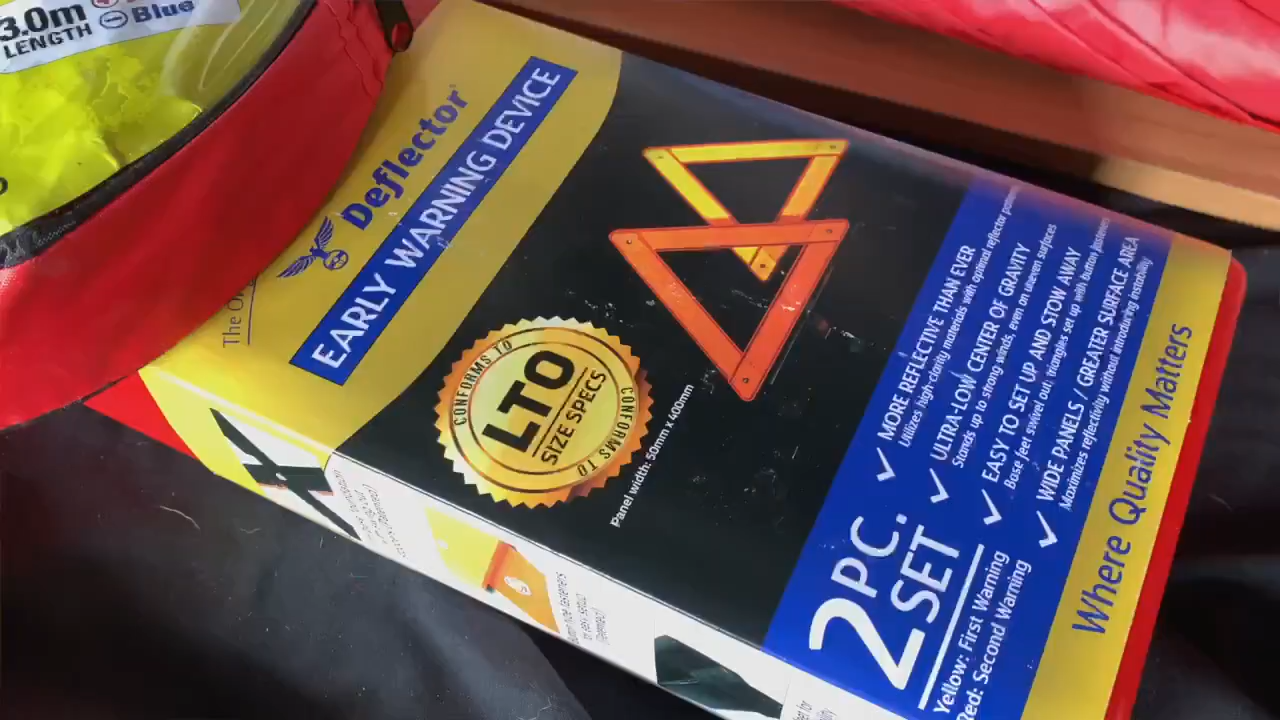 3.0m
LENGTH
Blue
The
Deflector
EARLY WARNING DEVICE
CONFORMS TO
LTO
SIZE SPECS
CONFORMS TO
Panel width: 50mm x 400mm
MORE REFLECTIVE THAN EVER
Utilizes high-clarity materials with optimal reflector
ULTRA-LOW CENTER OF GRAVITY
Stands up to strong winds, even on uneven surfaces
EASY TO SET UP AND STOW AWAY
Base feet swivel out; triangles set up with button fasteners
WIDE PANELS / GREATER SURFACE AREA
Maximizes reflectivity without introducing instability
2PC.
SET
Yellow: First Warning
Red: Second Warning
Where Quality Matters